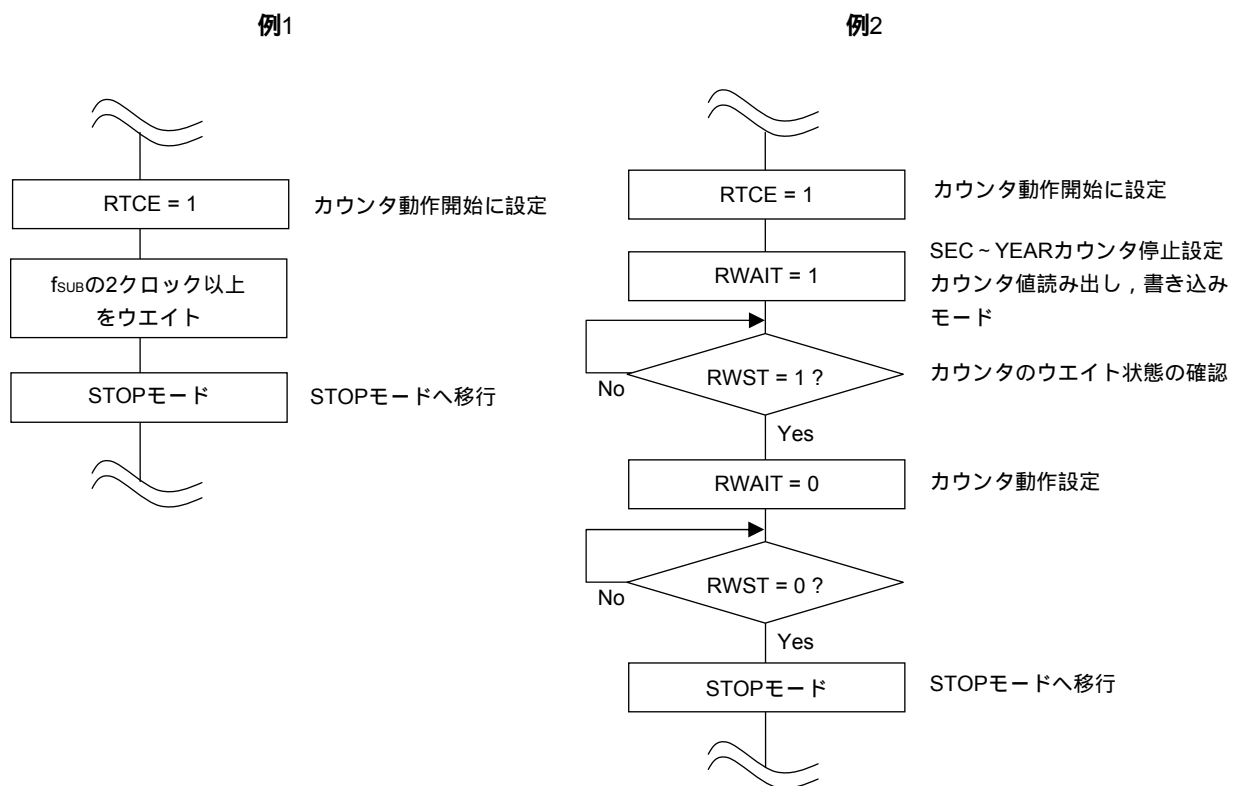 例1
RTCE = 1
カウンタ動作開始に設定
fSUBの2クロック以上
をウエイト
STOPモード
STOPモードへ移行
例2
RTCE = 1
カウンタ動作開始に設定
RWAIT = 1
SEC~YEARカウンタ停止設定
カウンタ値読み出し,書き込み
モード
RWST = 1 ?
カウンタのウエイト状態の確認
No
Yes
RWAIT = 0
カウンタ動作設定
RWST = 0 ?
No
Yes
STOPモード
STOPモードへ移行